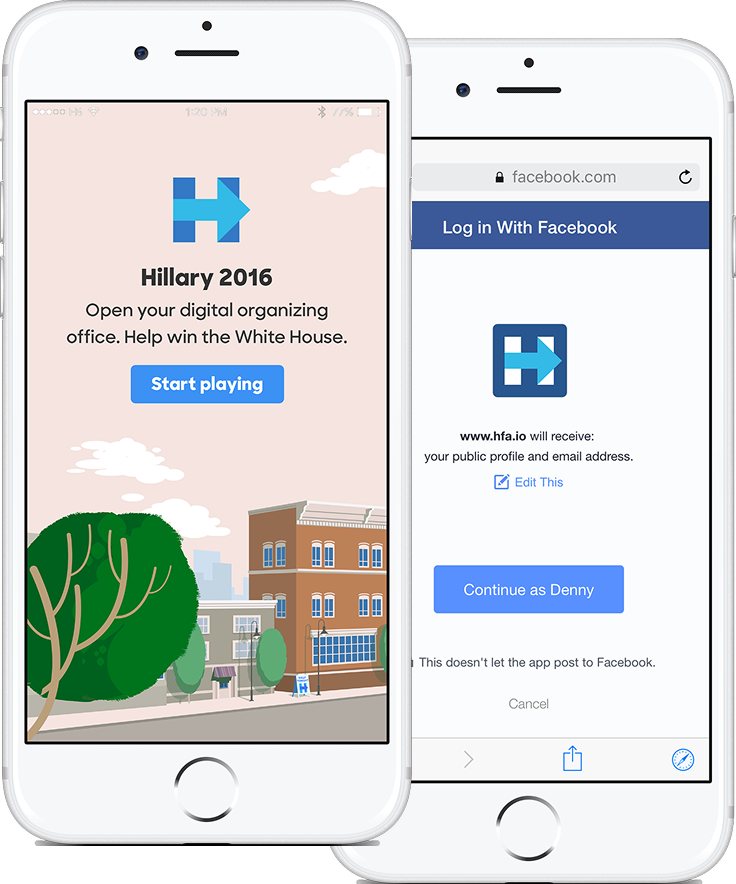 1:20 PM
77%
Hillary 2016
Open your digital organizing
office. Help win the White House.
Start playing
facebook.com
Log in With Facebook
www.hfa.io will receive:
your public profile and email address.
Edit This
Continue as Denny
This doesn't let the app post to Facebook.
Cancel